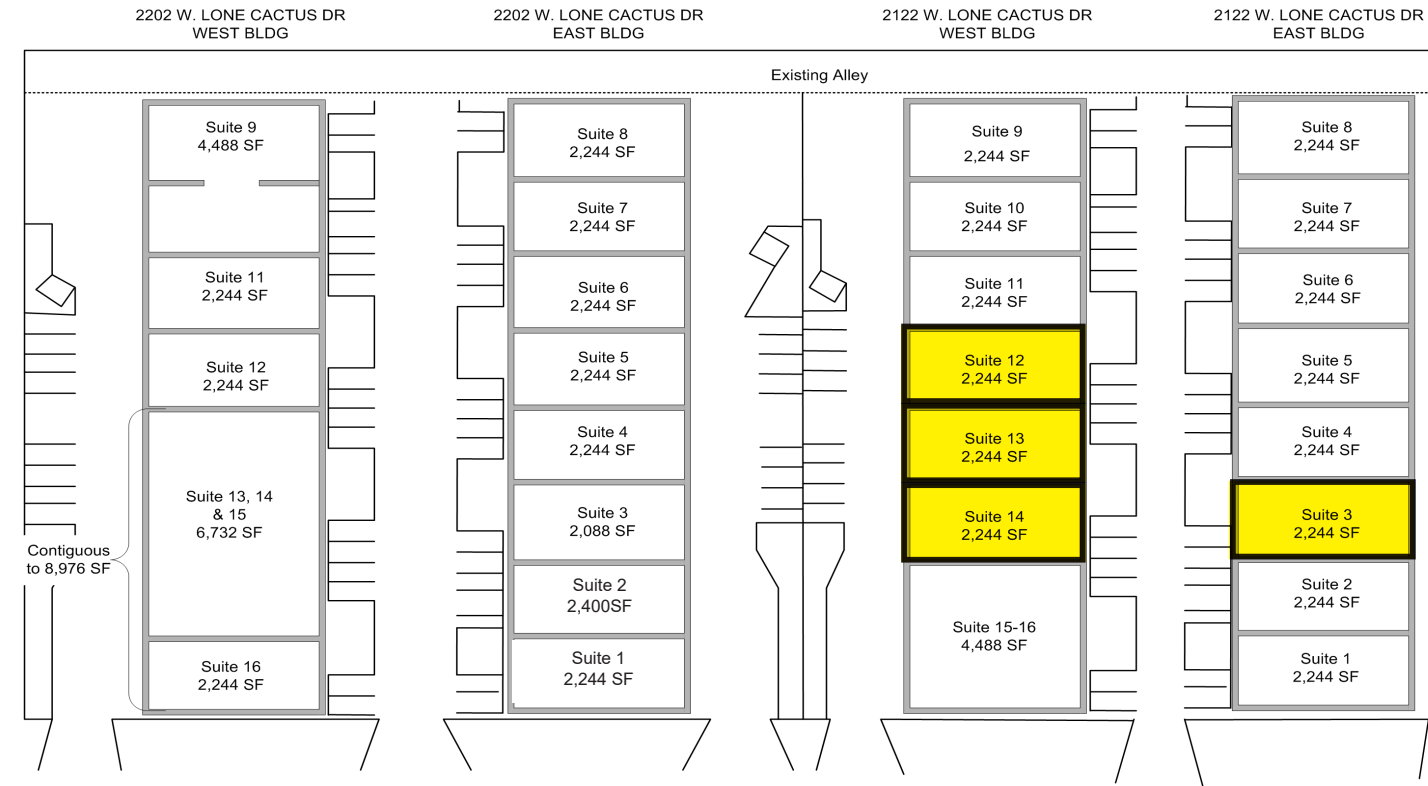 2202 W. LONE CACTUS DR
WEST BLDG
2202 W. LONE CACTUS DR
EAST BLDG
2122 W. LONE CACTUS DR
WEST BLDG
2122 W. LONE CACTUS DR
EAST BLDG
Existing Alley
Suite 9
4,488 SF
Suite 11
2,244 SF
Suite 12
2,244 SF
Suite 13, 14
& 15
6,732 SF
Contiguous
to 8,976 SF
Suite 16
2,244 SF
Suite 8
2,244 SF
Suite 7
2,244 SF
Suite 6
2,244 SF
Suite 5
2,244 SF
Suite 4
2,244 SF
Suite 3
2,088 SF
Suite 2
2,400SF
Suite 1
2,244 SF
Suite 9
2,244 SF
Suite 10
2,244 SF
Suite 11
2,244 SF
Suite 12
2,244 SF
Suite 13
2,244 SF
Suite 14
2,244 SF
Suite 15-16
4,488 SF
Suite 8
2,244 SF
Suite 7
2,244 SF
Suite 6
2,244 SF
Suite 5
2,244 SF
Suite 4
2,244 SF
Suite 3
2,244 SF
Suite 2
2,244 SF
Suite 1
2,244 SF